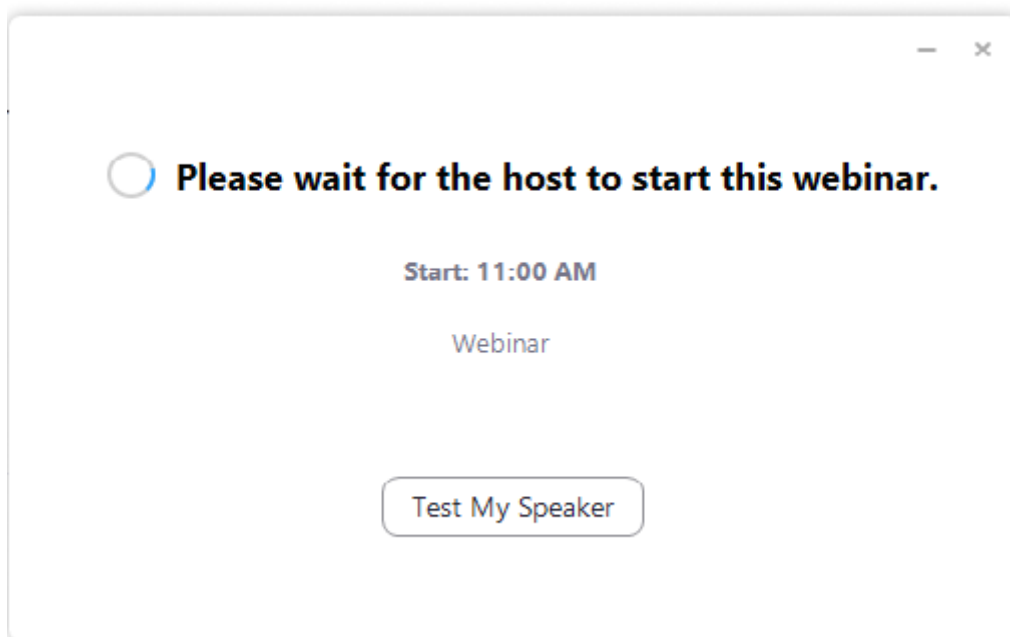 Please wait for the host to start this webinar.
Start: 11:00 AM
Webinar
Test My Speaker